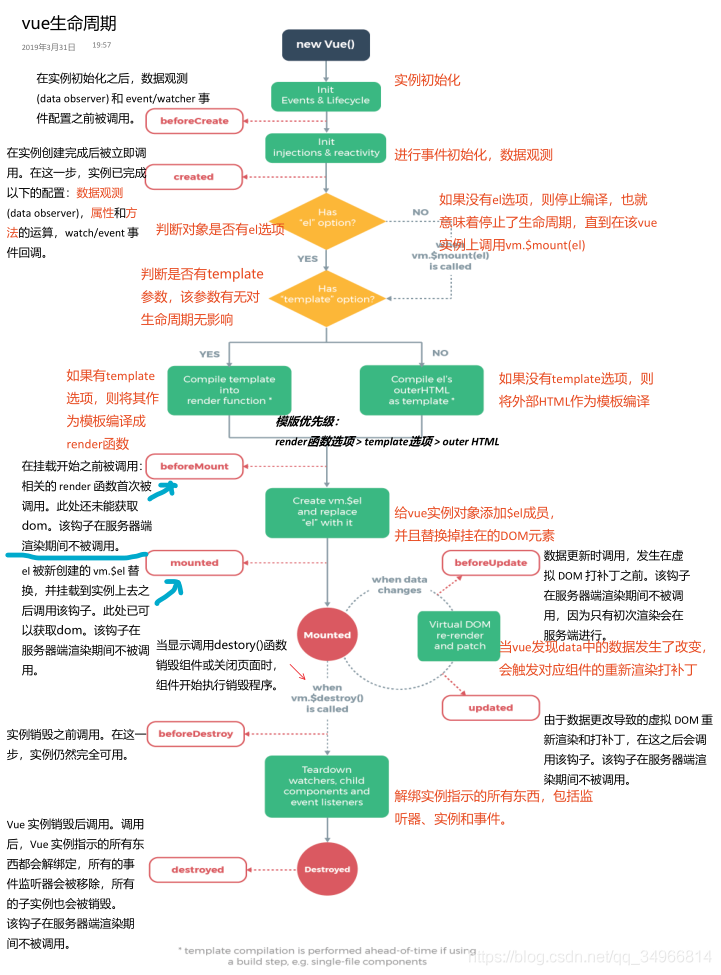 vue生命周期
2019年3月31日 19:57
new Vue()
在实例初始化之后，数据观测
(data observer) 和 event/watcher 事
件配置之前被调用。
Init
Events & Lifecycle
实例初始化
beforeCreate
Init
injections & reactivity
进行事件初始化，数据观测
在实例创建完成后被立即调
用。在这一步，实例已完成
以下的配置：数据观测
(data observer)，属性和方
法的运算，watch/event 事
件回调。
created
Has
"el" option?
NO
判断对象是否有el选项
如果没有el选项，则停止编译，也就
意味着停止了生命周期，直到在该vue
实例上调用vm.$mount(el)
vm.$mount(el)
is called
YES
判断是否有template
参数，该参数有无对
生命周期无影响
Has
"template" option?
YES
NO
如果有template
选项，则将其作
为模板编译成
render函数
Compile template
into
render function *
Compile el's
outerHTML
as template *
如果没有template选项，则
将外部HTML作为模板编译
模版优先级：
render函数选项 > template选项 > outer HTML
在挂载开始之前被调用：
相关的 render 函数首次被
调用。此处还未能获取
dom。该钩子在服务器端
渲染期间不被调用。
beforeMount
Create vm.$el
and replace
"el" with it
给vue实例对象添加$el成员，
并且替换掉挂在的DOM元素
el 被新创建的 vm.$el 替
换，并挂载到实例上去之
后调用该钩子。此处已可
以获取dom。该钩子在
服务器端渲染期间不被调
用。
mounted
Mounted
when data
changes
beforeUpdate
数据更新时调用，发生在虚
拟 DOM 打补丁之前。该钩子
在服务器端渲染期间不被调
用，因为只有初次渲染会在
服务端进行。
Virtual DOM
re-render
and patch
当vue发现data中的数据发生了改变，
会触发对应组件的重新渲染打补丁
updated
由于数据更改导致的虚拟 DOM 重
新渲染和打补丁，在这之后会调
用该钩子。该钩子在服务器端渲
染期间不被调用。
当显示调用destory()函数
销毁组件或关闭页面时，
组件开始执行销毁程序。
when
vm.$destroy()
is called
实例销毁之前调用。在这一
步，实例仍然完全可用。
beforeDestroy
Teardown
watchers, child
components and
event listeners
解绑实例指示的所有东西，包括监
听器、实例和事件。
Vue 实例销毁后调用。调用
后，Vue 实例指示的所有东
西都会解绑定，所有的事
件监听器会被移除，所有
的子实例也会被销毁。
该钩子在服务器端渲染期
间不被调用。
destroyed
Destroyed
* template compilation is performed ahead-of-time if using
a build step, e.g. single-file components
https://blog.csdn.net/qq_34966814